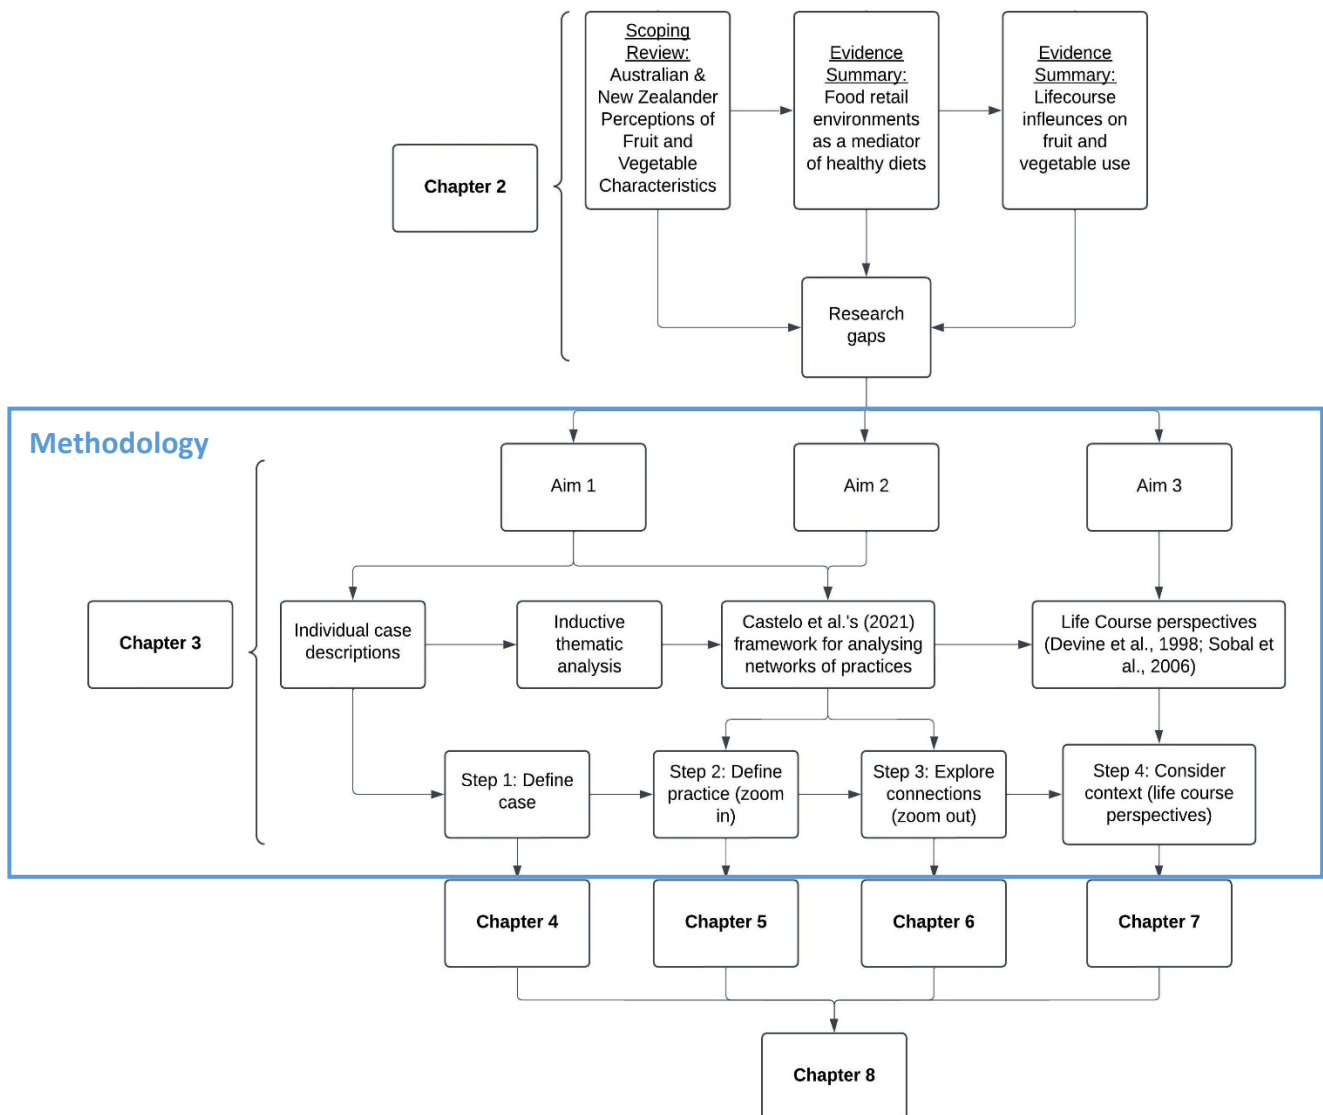 Scoping
Review:
Australian &
New Zealander
Perceptions of
Fruit and
Vegetable
Characteristics
Evidence
Summary:
Food retail
environments
as a mediator
of healthy diets
Evidence
Summary:
Lifecourse
infleunces on
fruit and
vegetable use
Chapter 2
Research
gaps
Methodology
Aim 1
Aim 2
Aim 3
Chapter 3
Individual case
descriptions
Inductive
thematic
analysis
Castelo et al.'s (2021)
framework for analysing
networks of practices
Life Course perspectives
(Devine et al., 1998; Sobal et
al., 2006)
Step 1: Define
case
Step 2: Define
practice (zoom
in)
Step 3: Explore
connections
(zoom out)
Step 4: Consider
context (life course
perspectives)
Chapter 4
Chapter 5
Chapter 6
Chapter 7
Chapter 8